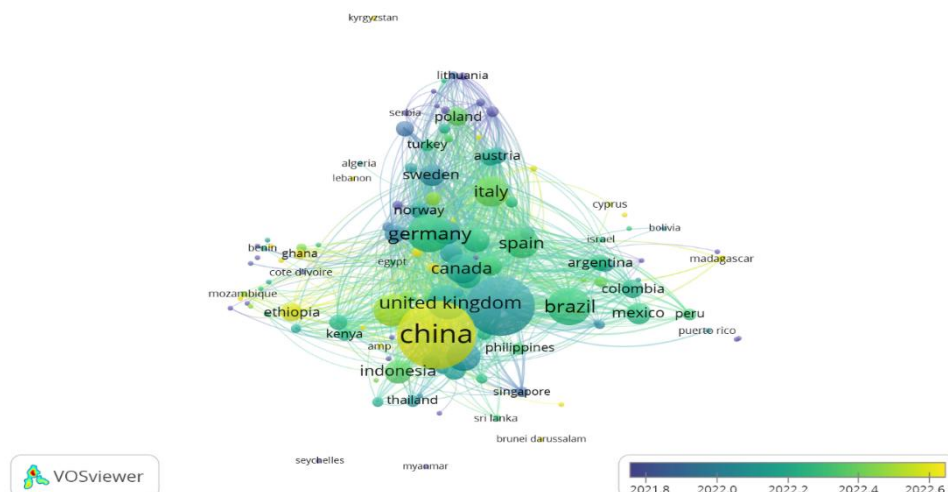 kyrgyzstan
lithuania
serbia
poland
turkey
austria
algeria
sweden
lebanon
italy
cyprus
norway
bolivia
germany
spain
israel
benin
ghana
egypt
canada
argentina
madagascar
cote d'ivoire
colombia
mozambique
united kingdom
brazil
ethiopia
mexico
peru
kenya
china
puerto rico
amp
philippines
indonesia
singapore
thailand
sri lanka
brunei darussalam
seychelles
myanmar
VOSviewer
2021.8 2022.0 2022.2 2022.4 2022.6